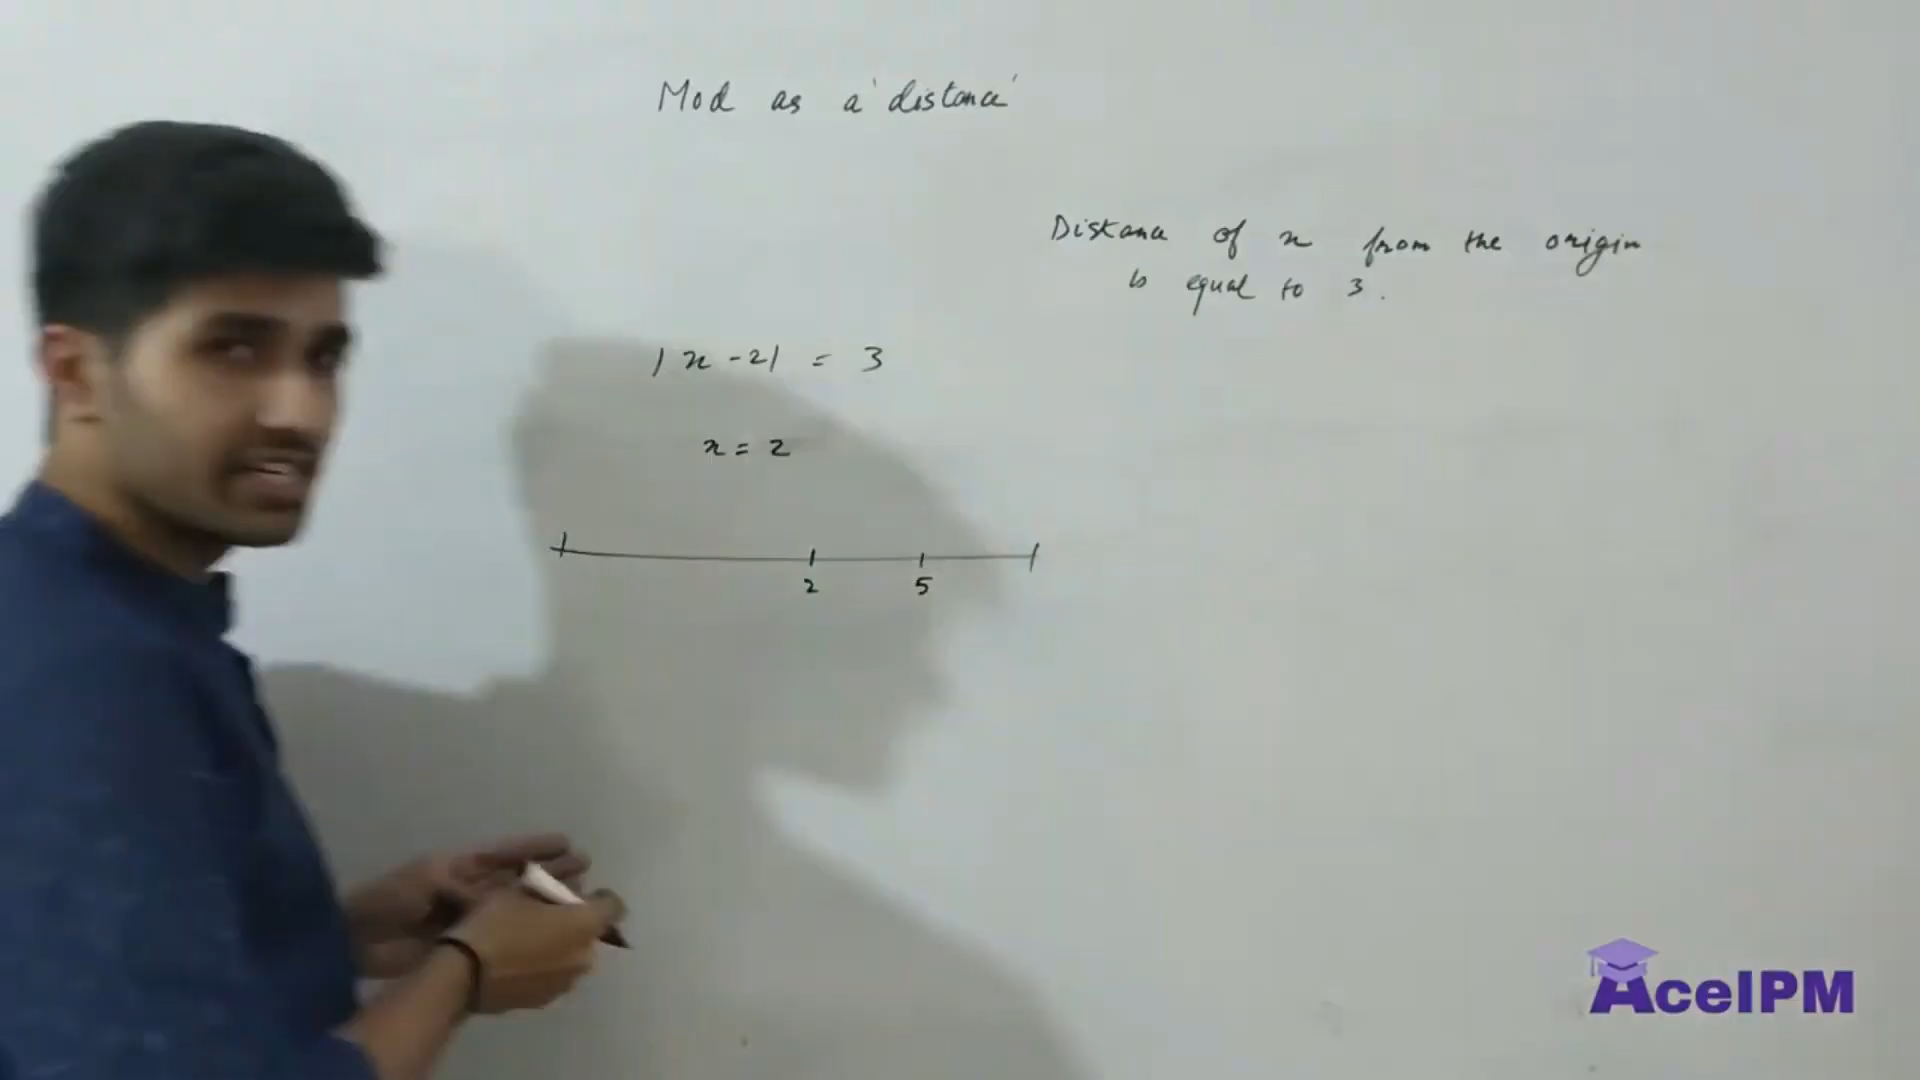 Mod as a 'distance'
Distance of x from the origin
is equal to 3.
|x - 2| = 3
x = 2
2 5
AceIPM